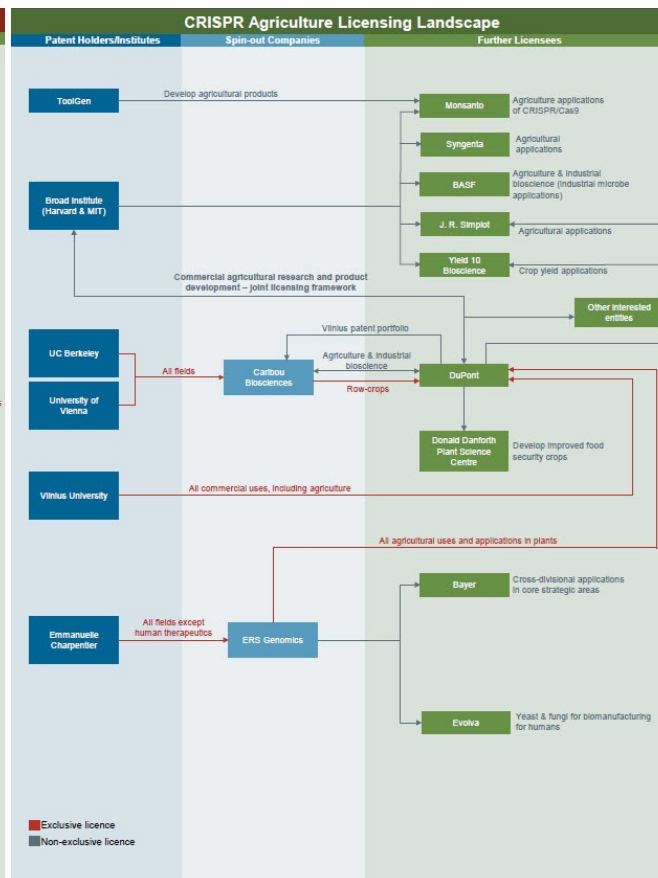 CRISPR Agriculture Licensing Landscape
Patent Holders/Institutes
Spin-out Companies
Further Licensees
ToolGen
Develop agricultural products
Monsanto
Agriculture applications
of CRISPR/Cas9
Syngenta
Agricultural
applications
Broad Institute
(Harvard & MIT)
BASF
Agriculture & Industrial
bioscience (industrial microbe
applications)
J. R. Simplot
Agricultural applications
Yield 10
Bioscience
Crop yield applications
Commercial agricultural research and product
development – joint licensing framework
Other interested
entities
Vilnius patent portfolio
UC Berkeley
All fields
Caribou
Biosciences
Agriculture & industrial
bioscience
DuPont
Row-crops
University of
Vienna
Donald Danforth
Plant Science
Centre
Develop improved food
security crops
Vilnius University
All commercial uses, including agriculture
All agricultural uses and applications in plants
Bayer
Cross-divisional applications
in core strategic areas
Emmanuelle
Charpentier
All fields except
human therapeutics
ERS Genomics
Evolva
Yeast & fungi for biomanufacturing
for humans
Exclusive licence
Non-exclusive licence